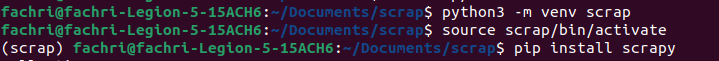 fachri@fachri-Legion-5-15ACH6:~/Documents/scrap$ python3 -m venv scrap
fachri@fachri-Legion-5-15ACH6:~/Documents/scrap$ source scrap/bin/activate
(scrap) fachri@fachri-Legion-5-15ACH6:~/Documents/scrap$ pip install scrapy